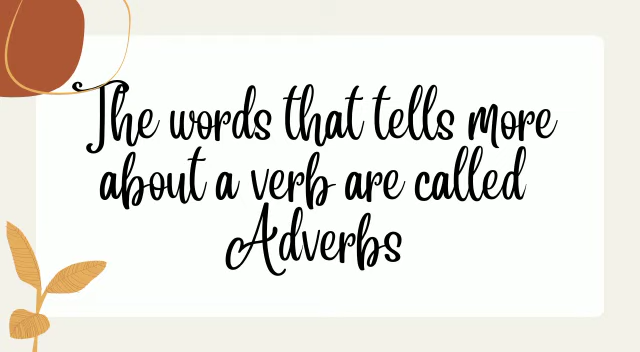 The words that tells more
about a verb are called
Adverbs